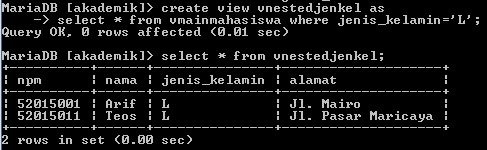 MariaDB [akademik]> create view vnestedjenkel as
    -> select * from vmainmahasiswa where jenis_kelamin='L';
Query OK, 0 rows affected (0.01 sec)
MariaDB [akademik]> select * from vnestedjenkel;
+----------+------+---------------+--------------------+
| npm      | nama | jenis_kelamin | alamat             |
+----------+------+---------------+--------------------+
| 52015001 | Arif | L             | Jl. Mairo          |
| 52015011 | Teos | L             | Jl. Pasar Maricaya |
+----------+------+---------------+--------------------+
2 rows in set (0.00 sec)